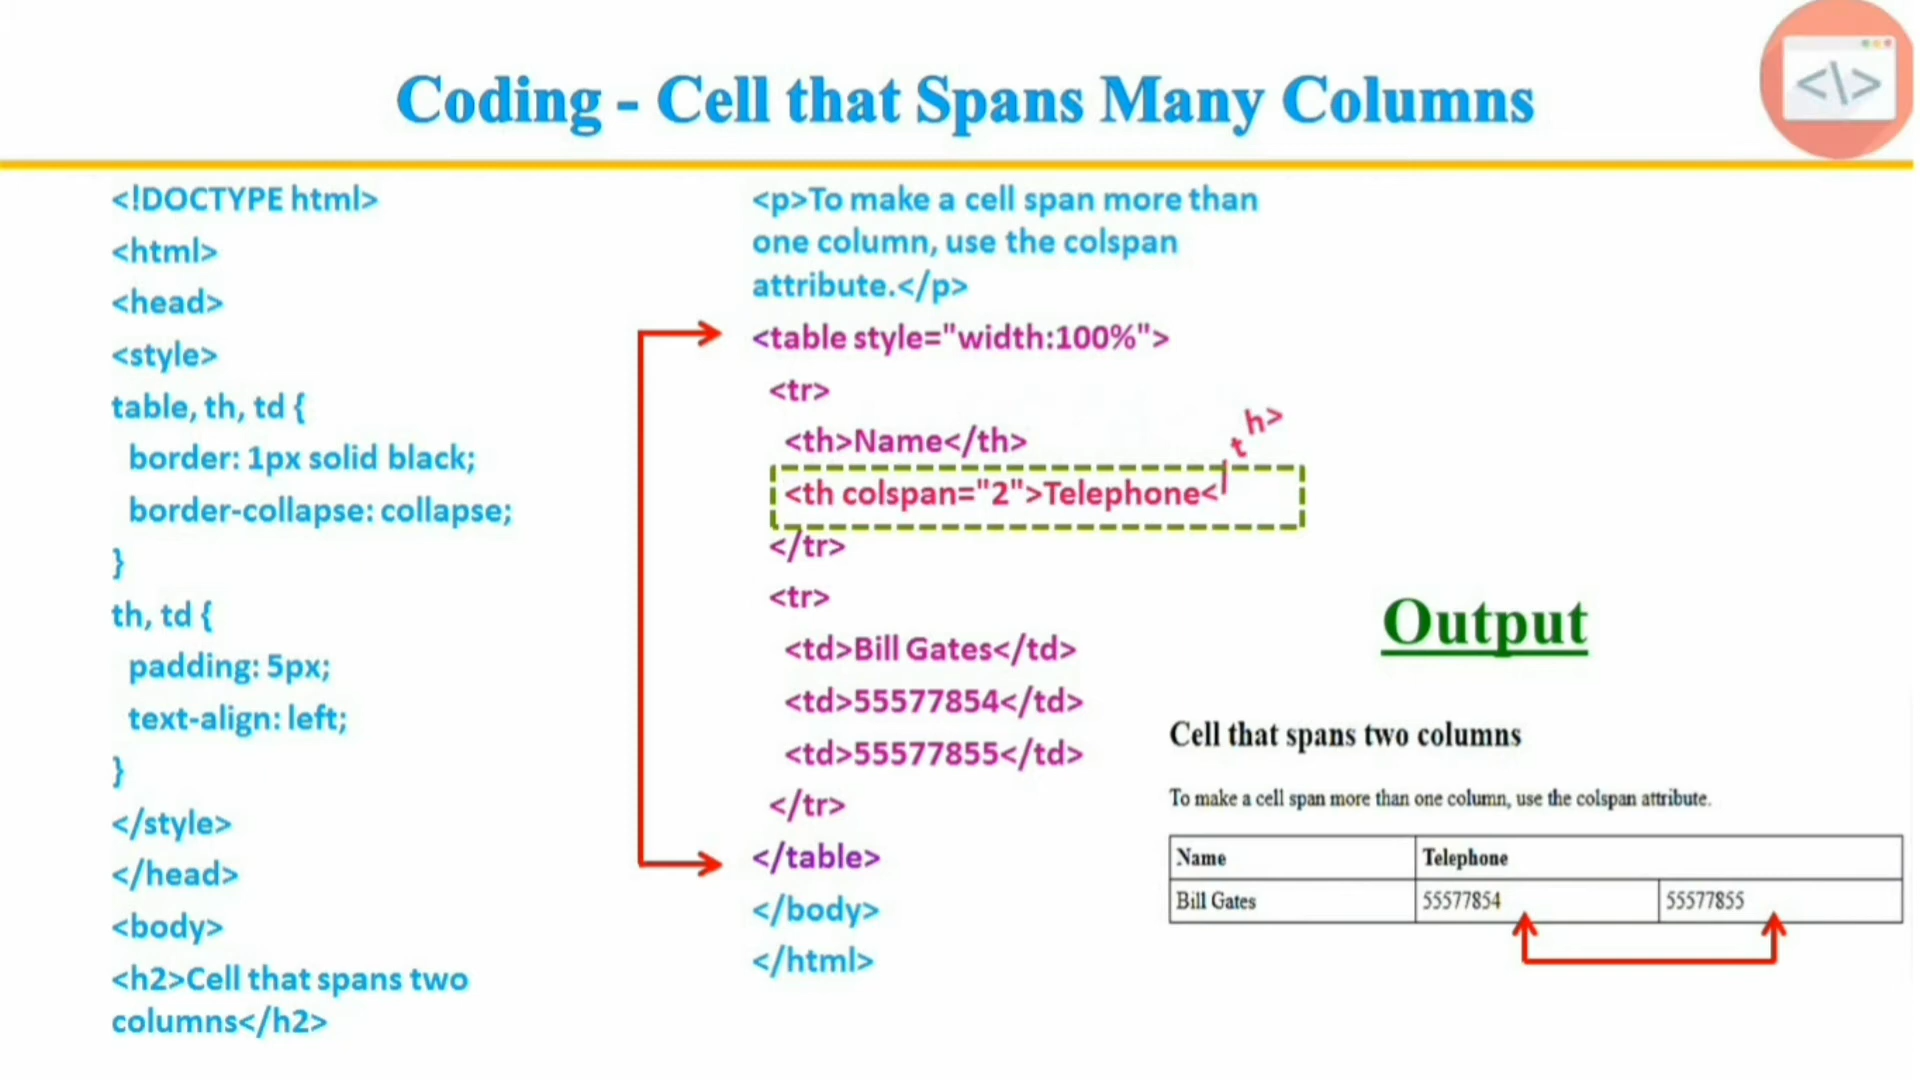 Coding - Cell that Spans Many Columns
<\>
<!DOCTYPE html>
<html>
<head>
<style>
table, th, td {
border: 1px solid black;
border-collapse: collapse;
}
th, td {
padding: 5px;
text-align: left;
}
</style>
</head>
<body>
<h2>Cell that spans two
columns</h2>
<p>To make a cell span more than
one column, use the colspan
attribute.</p>
<table style="width:100%">
<tr>
<th>Name</th>
<th colspan="2">Telephone</th>
</tr>
<tr>
<td>Bill Gates</td>
<td>55577854</td>
<td>55577855</td>
</tr>
</table>
</body>
</html>
Output
Cell that spans two columns
To make a cell span more than one column, use the colspan attribute.
Name Telephone
Bill Gates 55577854 55577855